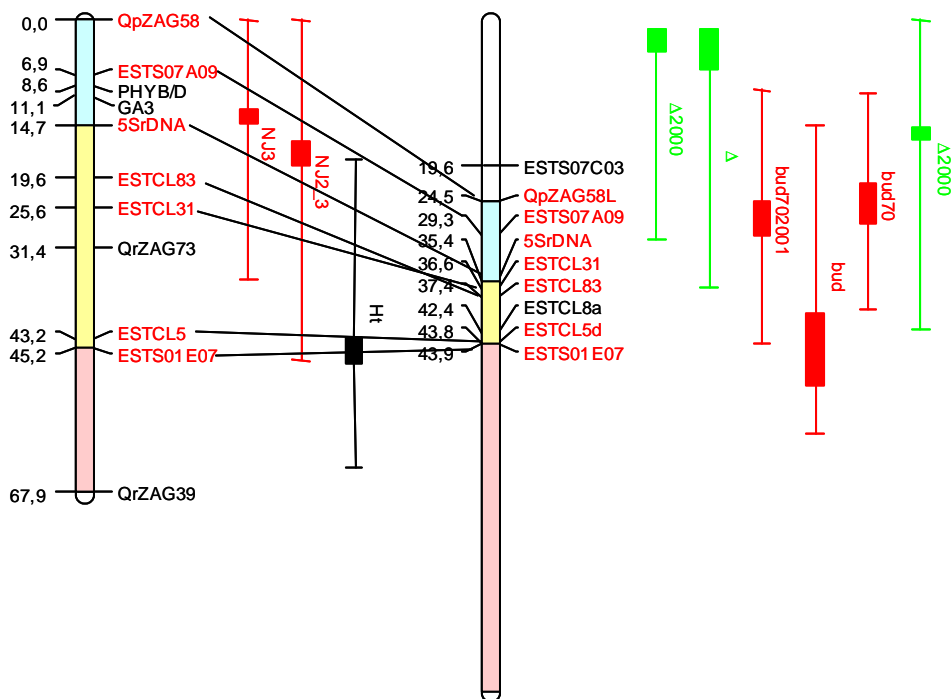 0,0 QpZAG58
6,9 ESTS07A09
8,6 PHYB/D
11,1 GA3
14,7 5SrDNA
19,6 ESTCL83
25,6 ESTCL31
31,4 QrZAG73
43,2 ESTCL5
45,2 ESTS01E07
67,9 QrZAG39
NJ3
NJ2_3
Ht
19,6 ESTS07C03
24,5 QpZAG58L
29,3 ESTS07A09
35,4 5SrDNA
36,6 ESTCL31
37,4 ESTCL83
42,4 ESTCL8a
43,8 ESTCL5d
43,9 ESTS01E07
Δ2000
Δ
bud702001
bud
bud70
Δ2000